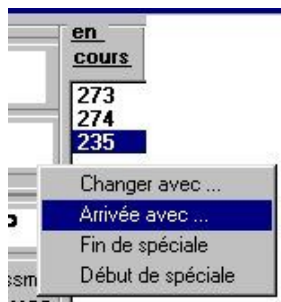 en
cours
273
274
235
Changer avec ...
Arrivée avec ...
Fin de spéciale
Début de spéciale